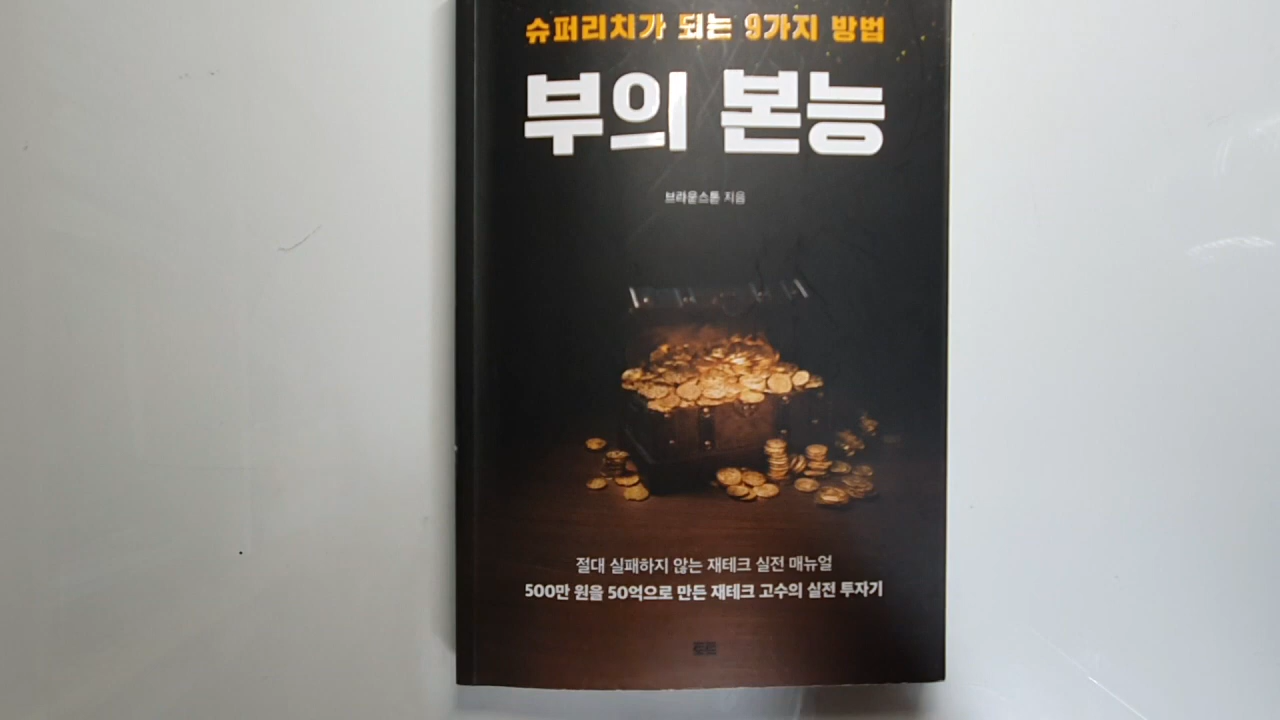 슈퍼리치가 되는 9가지 방법
부의 본능
브라운스톤 지음
절대 실패하지 않는 재테크 실전 매뉴얼
500만 원을 50억으로 만든 재테크 고수의 실전 투자기
토트